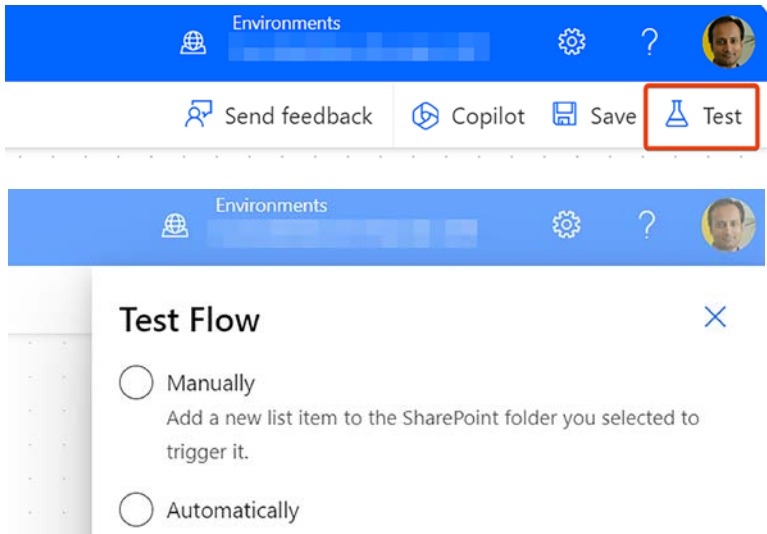 Environments
Send feedback
Copilot
Save
Test
Environments
Test Flow
Manually
Add a new list item to the SharePoint folder you selected to
trigger it.
Automatically